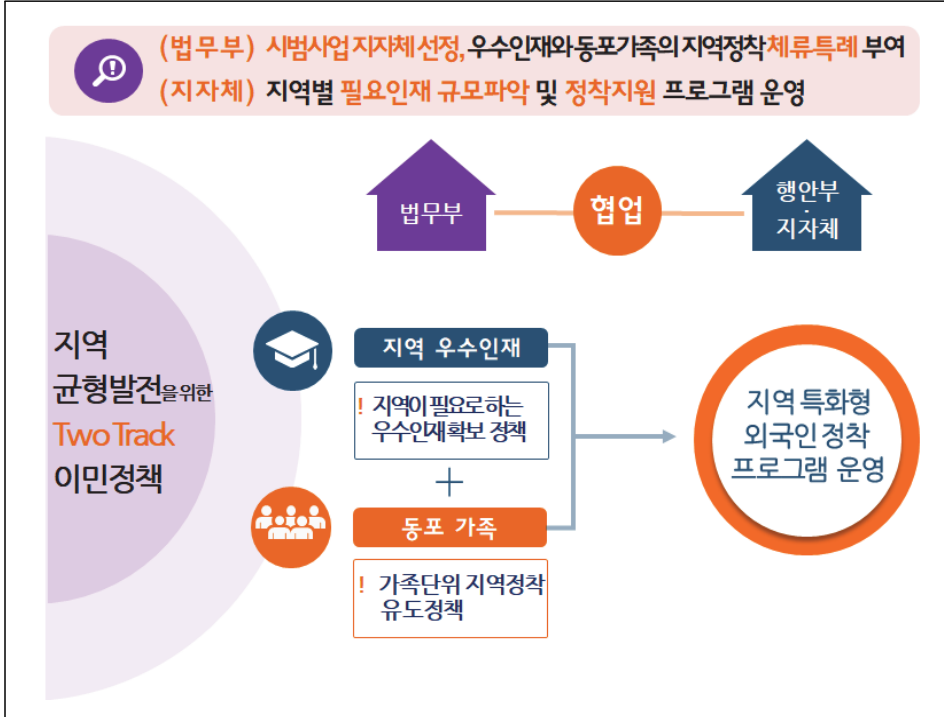 (법무부) 시범사업 지자체 선정, 우수인재와 동포가족의 지역정착 체류특례 부여
(지자체) 지역별 필요인재 규모파악 및 정착지원 프로그램 운영
법무부
협업
행안부
·
지자체
지역
균형발전을 위한
Two Track
이민정책
지역 우수인재
! 지역이 필요로 하는
우수인재 확보 정책
+
동포 가족
! 가족단위 지역정착
유도정책
지역 특화형
외국인 정착
프로그램 운영